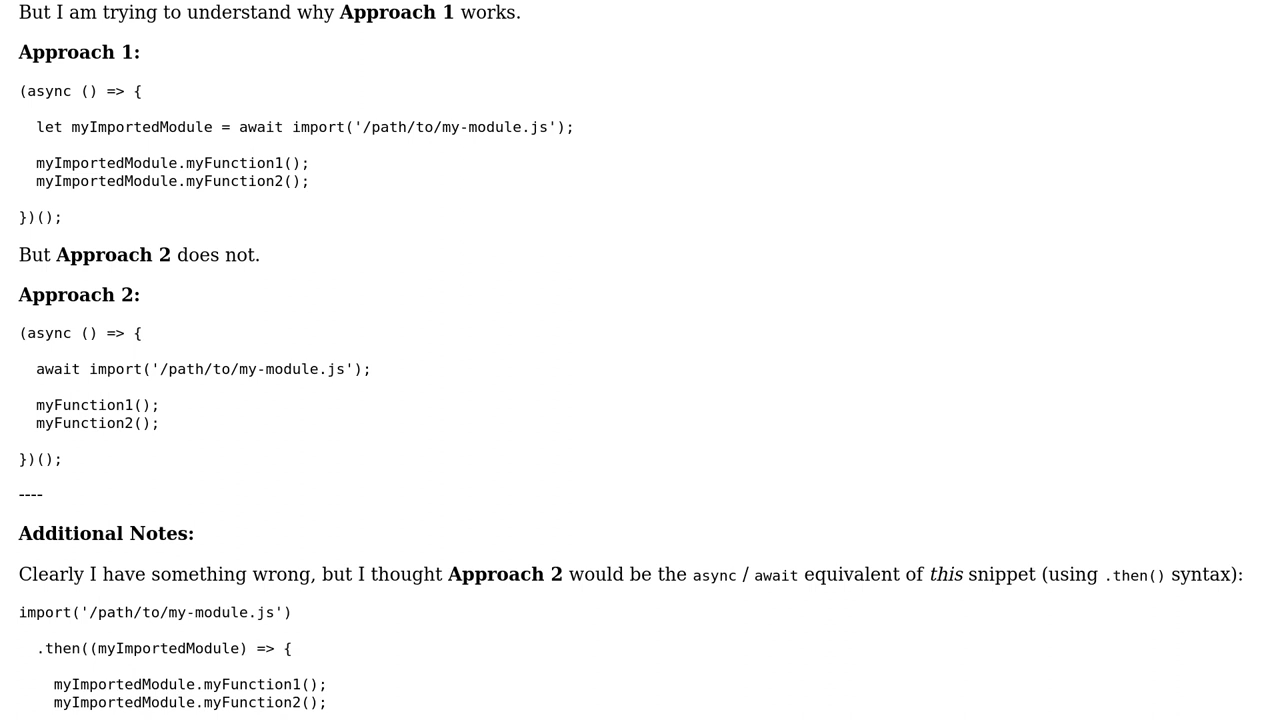 But I am trying to understand why Approach 1 works.
Approach 1:
(async () => {
let myImportedModule = await import('/path/to/my-module.js');
myImportedModule.myFunction1();
myImportedModule.myFunction2();
})();
But Approach 2 does not.
Approach 2:
(async () => {
await import('/path/to/my-module.js');
myFunction1();
myFunction2();
})();
----
Additional Notes:
Clearly I have something wrong, but I thought Approach 2 would be the async / await equivalent of this snippet (using .then() syntax):
import('/path/to/my-module.js')
.then((myImportedModule) => {
myImportedModule.myFunction1();
myImportedModule.myFunction2();